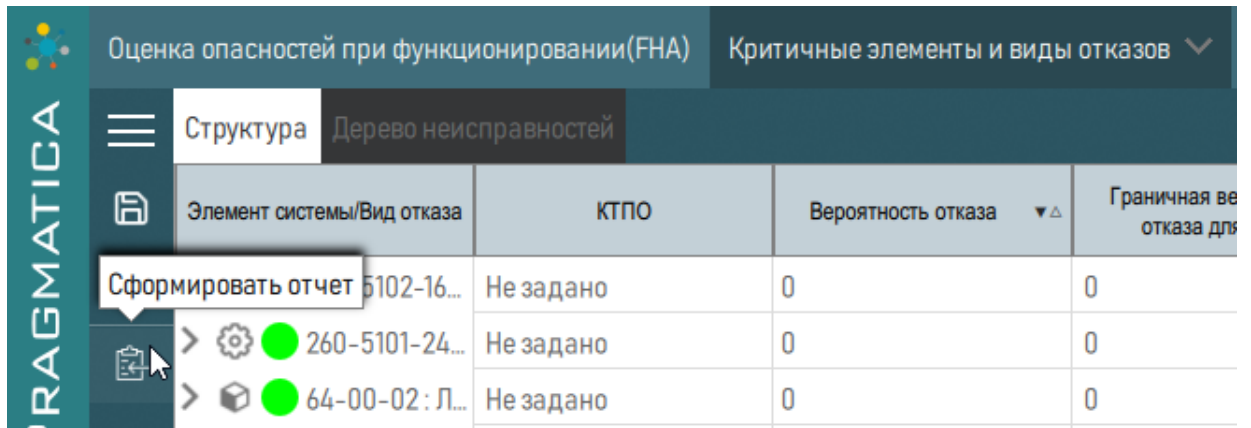 PRAGMATICA
Оценка опасностей при функционировании(FHA) Критичные элементы и виды отказов
Структура Дерево неисправностей
Элемент системы/Вид отказа КТПО Вероятность отказа ▼△ Граничная ве
отказа для
Сформировать отчет 5102-16... Не задано 0 0
260-5101-24... Не задано 0 0
64-00-02 : Л... Не задано 0 0